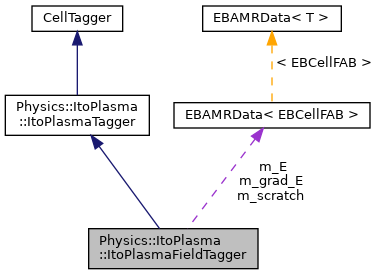 CellTagger
EBAMRData< T >
< EBCellFAB >
Physics::ItoPlasma
::ItoPlasmaTagger
EBAMRData< EBCellFAB >
m_E
m_grad_E
m_scratch
Physics::ItoPlasma
::ItoPlasmaFieldTagger